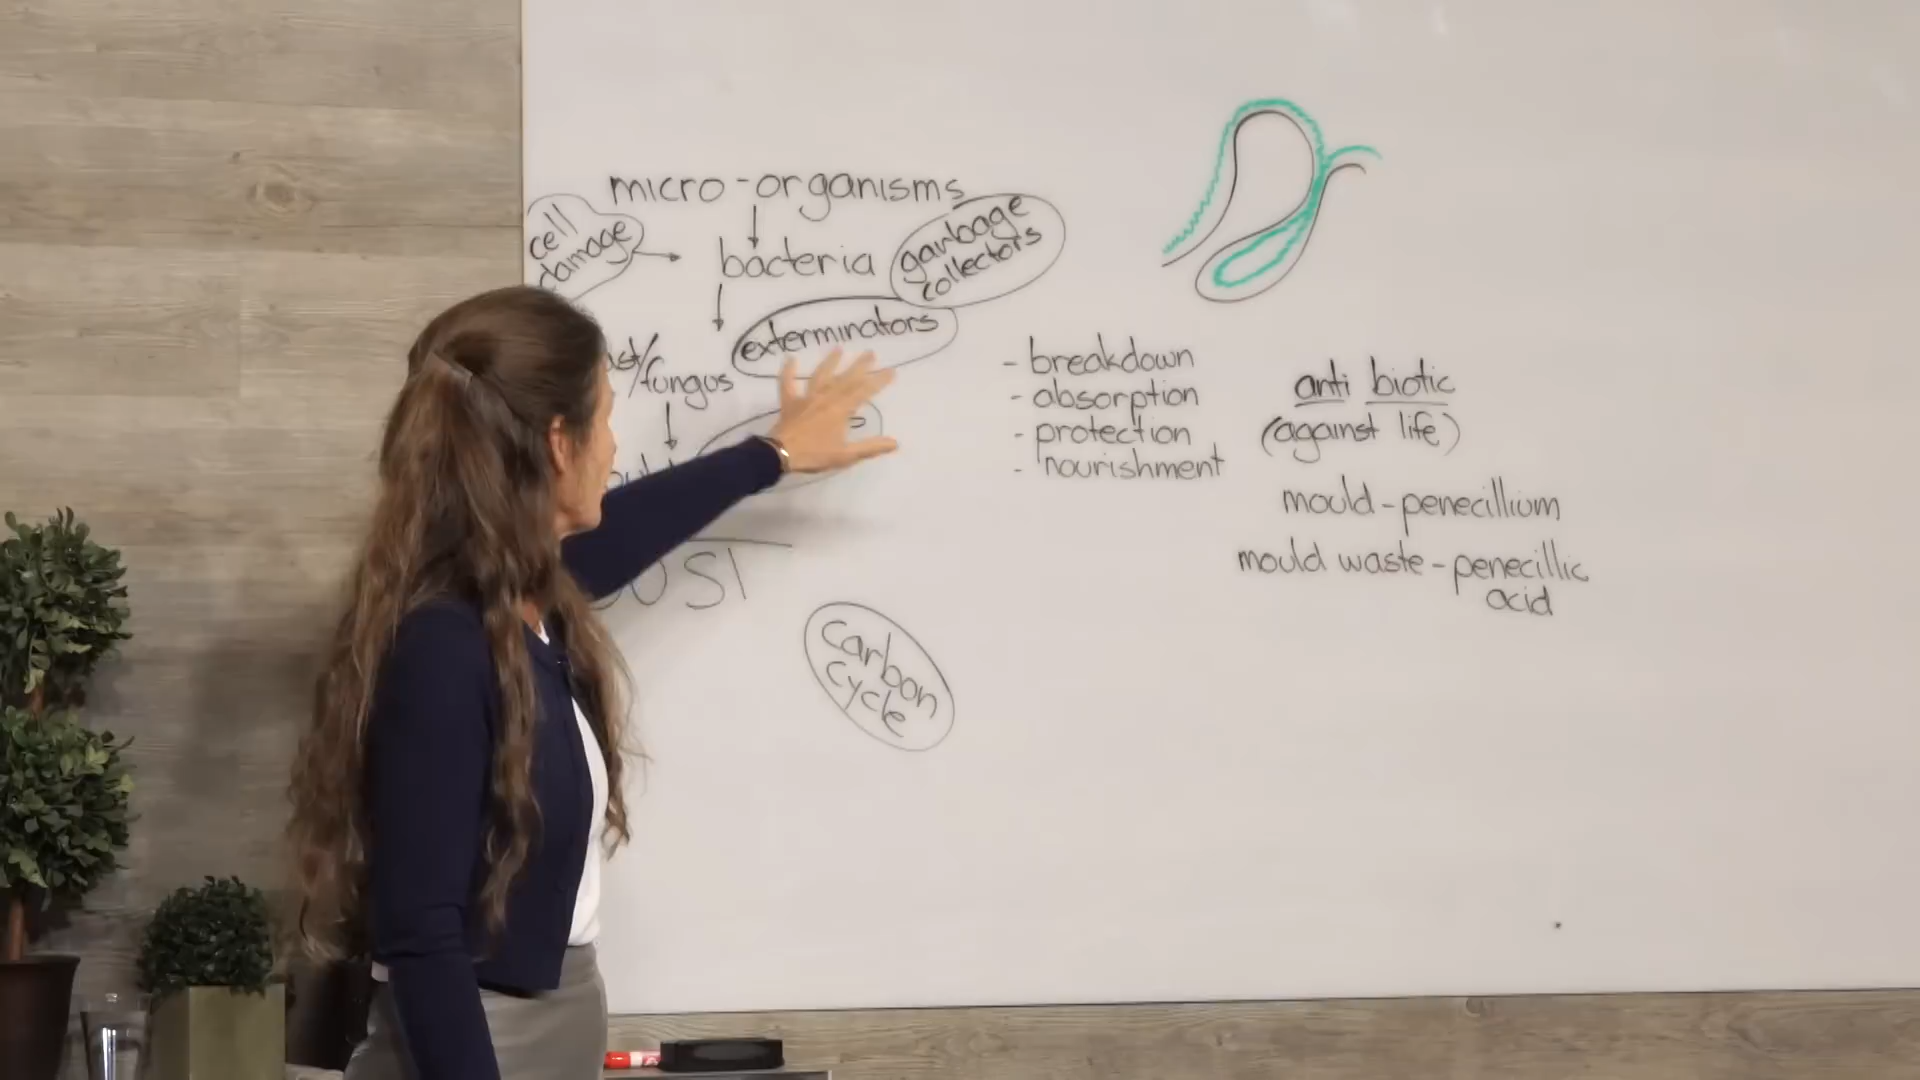 micro-organisms
cell
damage
bacteria
garbage
collectors
exterminators
fungus
- breakdown
- absorption
- protection
- nourishment
anti biotic
(against life)
mould - penecillium
mould waste - penecillic
acid
Carbon
Cycle